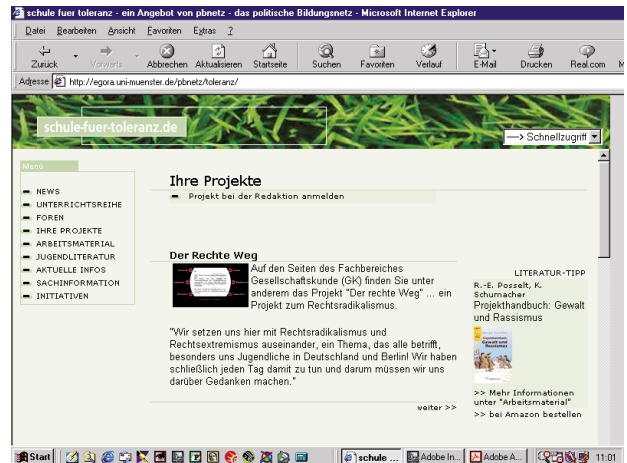 schule fuer toleranz - ein Angebot von pbnetz - das politische Bildungsnetz - Microsoft Internet Explorer
Datei Bearbeiten Ansicht Favoriten Extras ?
Zurück Vorwärts Abbrechen Aktualisieren Startseite Suchen Favoriten Verlauf E-Mail Drucken Real.com M
Adresse http://egora.uni-muenster.de/pbnetz/toleranz/
schule-fuer-toleranz.de
—> Schnellzugriff
Menü
NEWS
UNTERRICHTSREIHE
FOREN
IHRE PROJEKTE
ARBEITSMATERIAL
JUGENDLITERATUR
AKTUELLE INFOS
SACHINFORMATION
INITIATIVEN
Ihre Projekte
Projekt bei der Redaktion anmelden
Der Rechte Weg
Auf den Seiten des Fachbereiches
Gesellschaftskunde (GK) finden Sie unter
anderem das Projekt "Der rechte Weg" ... ein
Projekt zum Rechtsradikalismus.
"Wir setzen uns hier mit Rechtsradikalismus und
Rechtsextremismus auseinander, ein Thema, das alle betrifft,
besonders uns Jugendliche in Deutschland und Berlin! Wir haben
schließlich jeden Tag damit zu tun und darum müssen wir uns
darüber Gedanken machen."
weiter >>
LITERATUR-TIPP
R.-E. Posselt, K.
Schumacher
Projekthandbuch: Gewalt
und Rassismus
Gewalt und
Rassismus
>> Mehr Informationen
unter "Arbeitsmaterial"
>> bei Amazon bestellen
Start schule ... Adobe In... Adobe A... 11:01